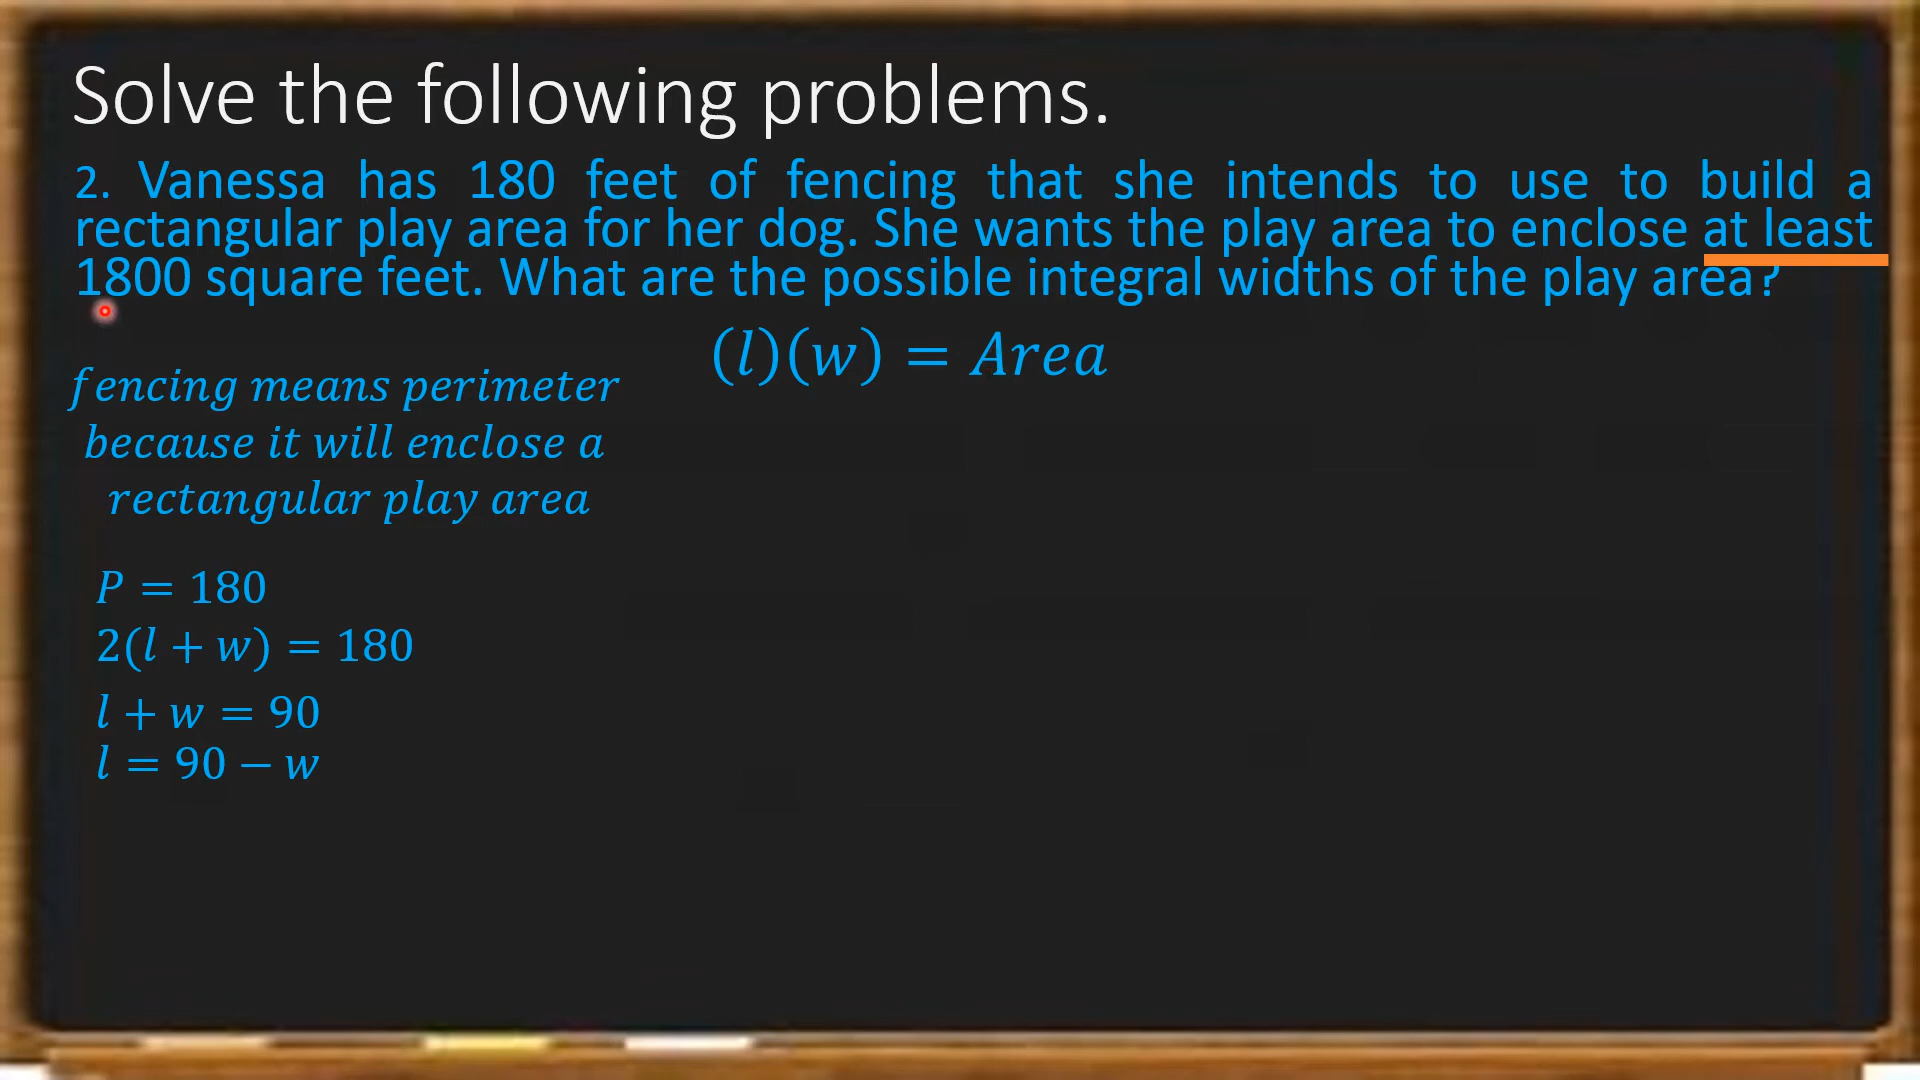 Solve the following problems.
2. Vanessa has 180 feet of fencing that she intends to use to build a
rectangular play area for her dog. She wants the play area to enclose at least
1800 square feet. What are the possible integral widths of the play area?
(l)(w) = Area
fencing means perimeter
because it will enclose a
rectangular play area
P = 180
2(l + w) = 180
l + w = 90
l = 90 − w